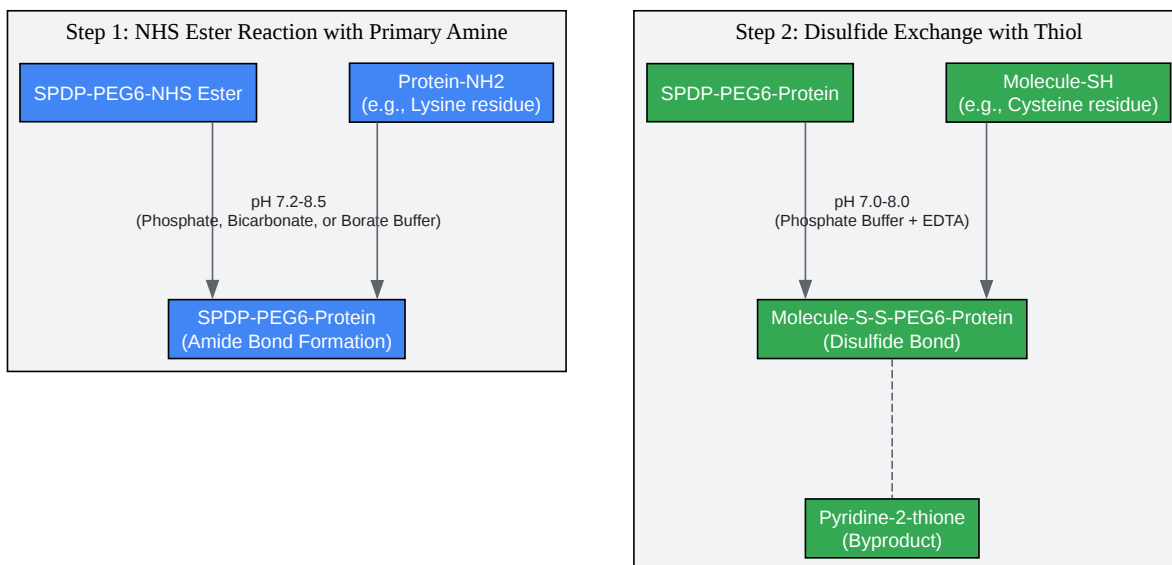 Step 1: NHS Ester Reaction with Primary Amine
SPDP-PEG6-NHS Ester
Protein-NH2
(e.g., Lysine residue)
pH 7.2-8.5
(Phosphate, Bicarbonate, or Borate Buffer)
SPDP-PEG6-Protein
(Amide Bond Formation)
Step 2: Disulfide Exchange with Thiol
SPDP-PEG6-Protein
Molecule-SH
(e.g., Cysteine residue)
pH 7.0-8.0
(Phosphate Buffer + EDTA)
Molecule-S-S-PEG6-Protein
(Disulfide Bond)
Pyridine-2-thione
(Byproduct)